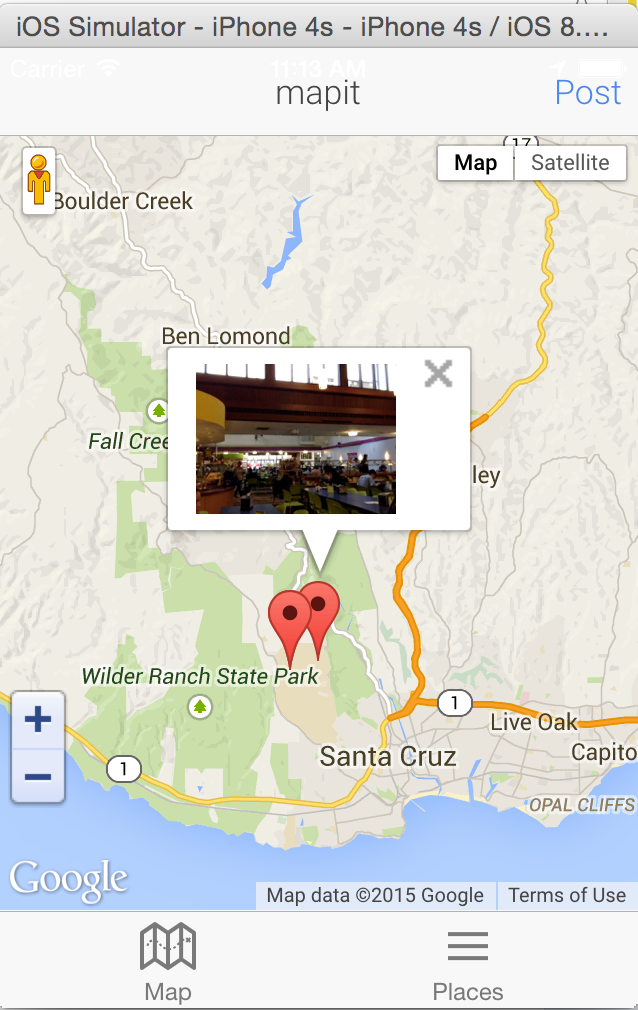 iOS Simulator - iPhone 4s - iPhone 4s / iOS 8....
Carrier 11:13 AM
mapit Post
17
Map Satellite
Boulder Creek
Ben Lomond
Fall Cree
ley
Wilder Ranch State Park
1
Live Oak
Santa Cruz
Capito
1
OPAL CLIFFS
Google
Map data ©2015 Google Terms of Use
Map Places